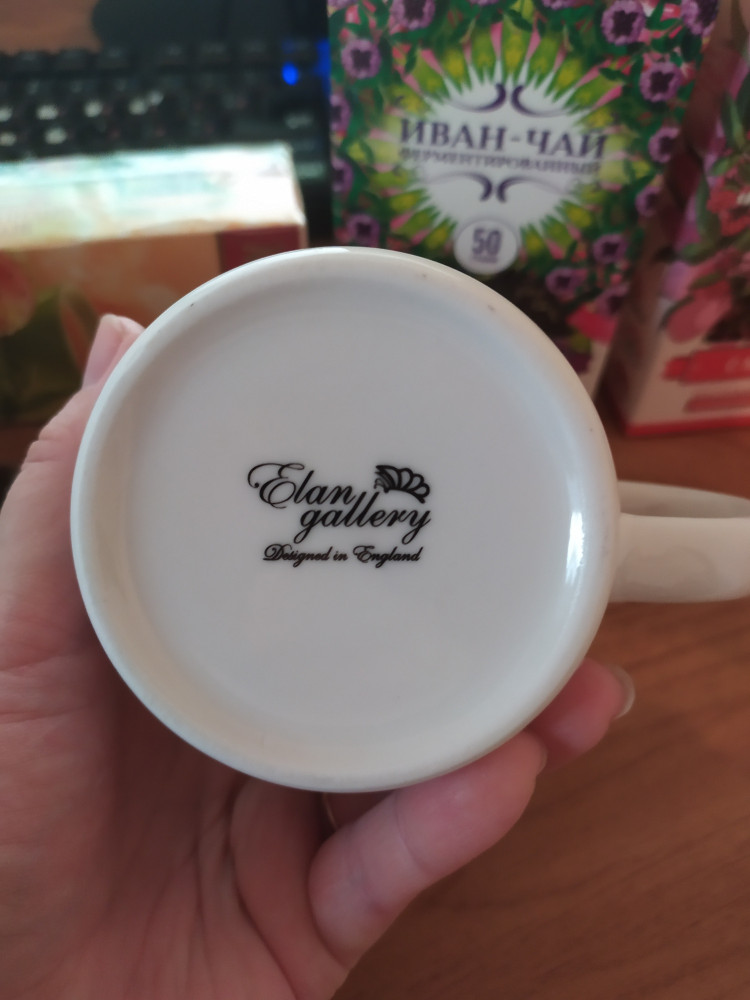 ИВАН-ЧАЙ
ФЕРМЕНТИРОВАННЫЙ
50
Elan
gallery
Designed in England